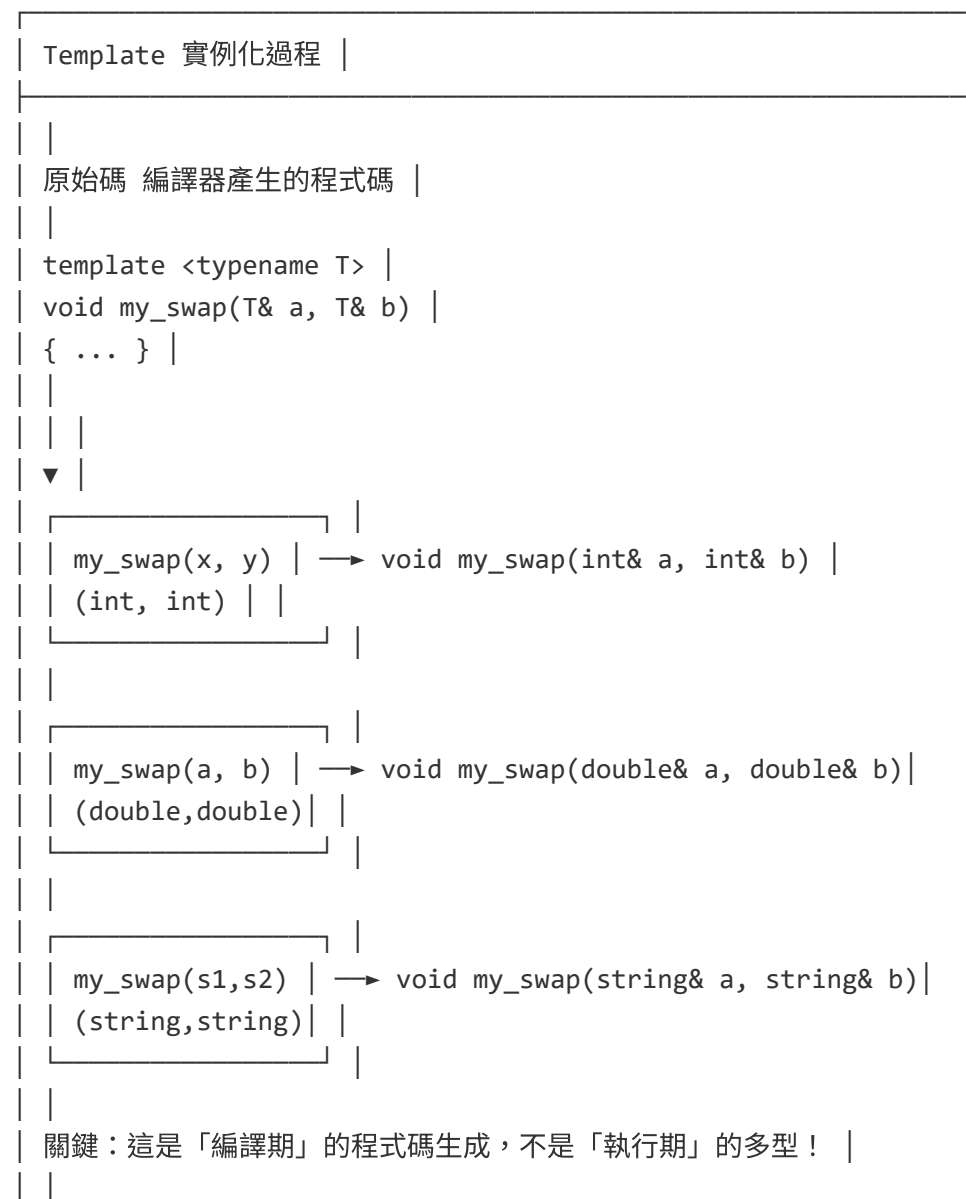 Template 實例化過程
原始碼 編譯器產生的程式碼
template <typename T>
void my_swap(T& a, T& b)
{ ... }
▼
my_swap(x, y) ──► void my_swap(int& a, int& b)
(int, int)
my_swap(a, b) ──► void my_swap(double& a, double& b)
(double,double)
my_swap(s1,s2) ──► void my_swap(string& a, string& b)
(string,string)
關鍵：這是「編譯期」的程式碼生成，不是「執行期」的多型！